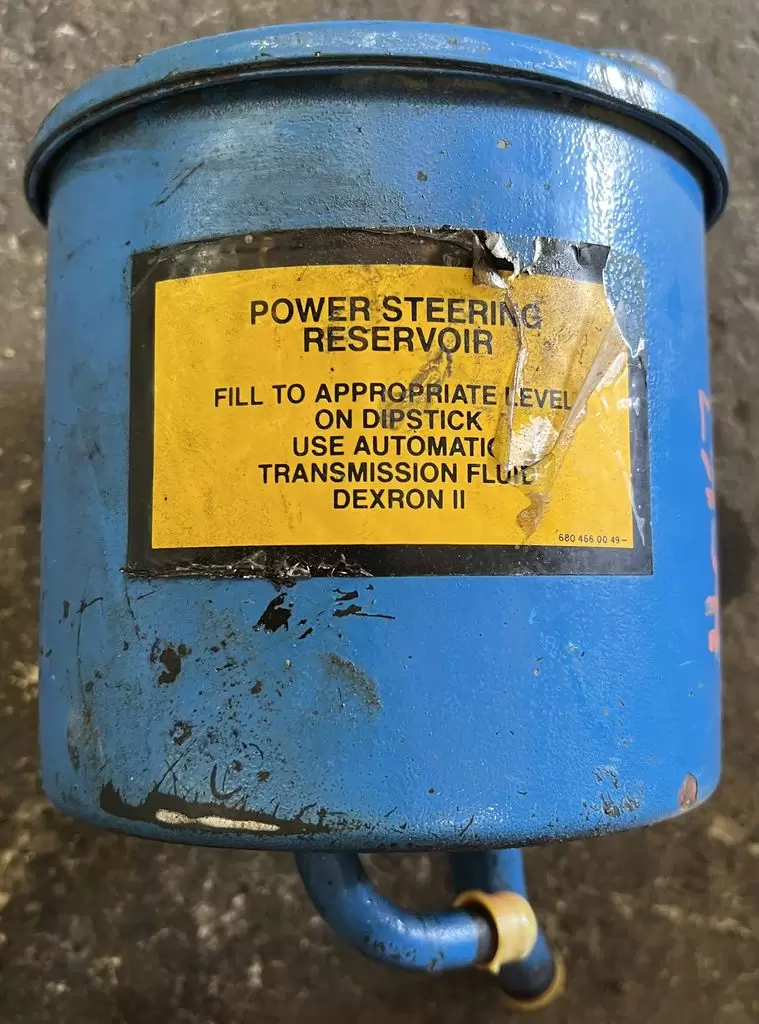 POWER STEERING
RESERVOIR
FILL TO APPROPRIATE LEVEL
ON DIPSTICK
USE AUTOMATIC
TRANSMISSION FLUID
DEXRON II
680 466 00 49-